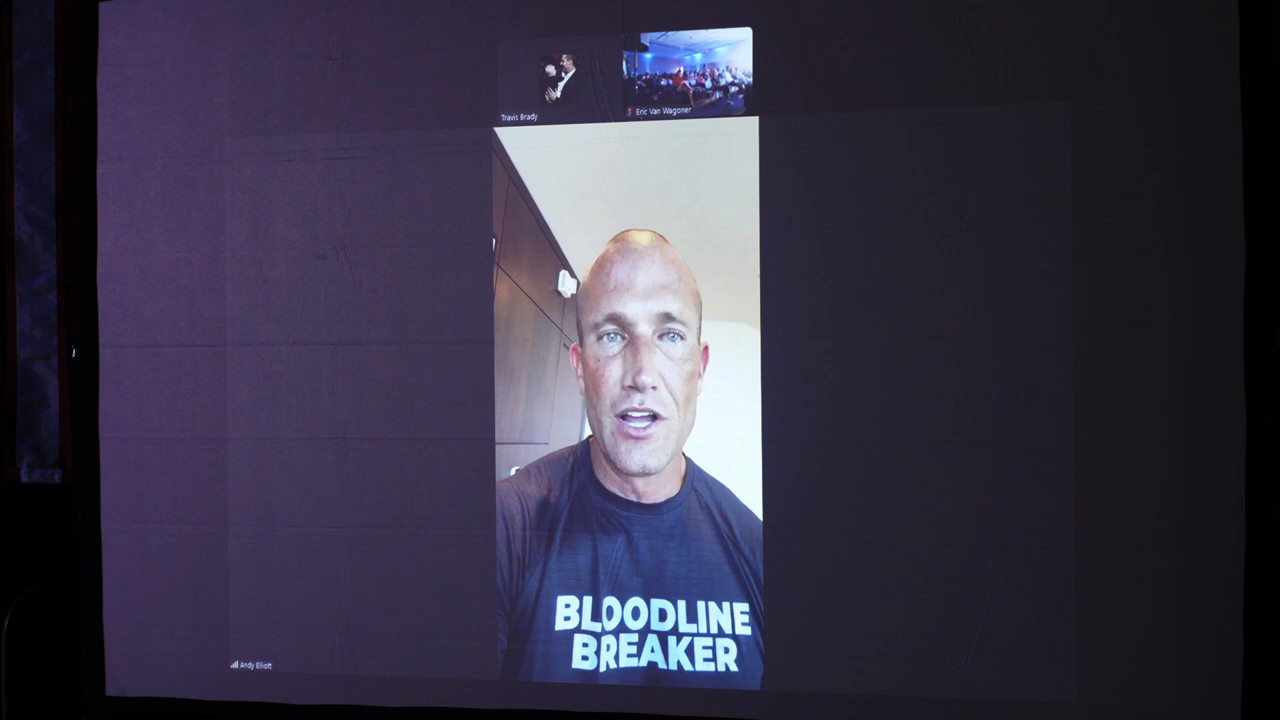 Travis Brady
Eric Van Wagoner
BLOODLINE
BREAKER
Andy Elliott